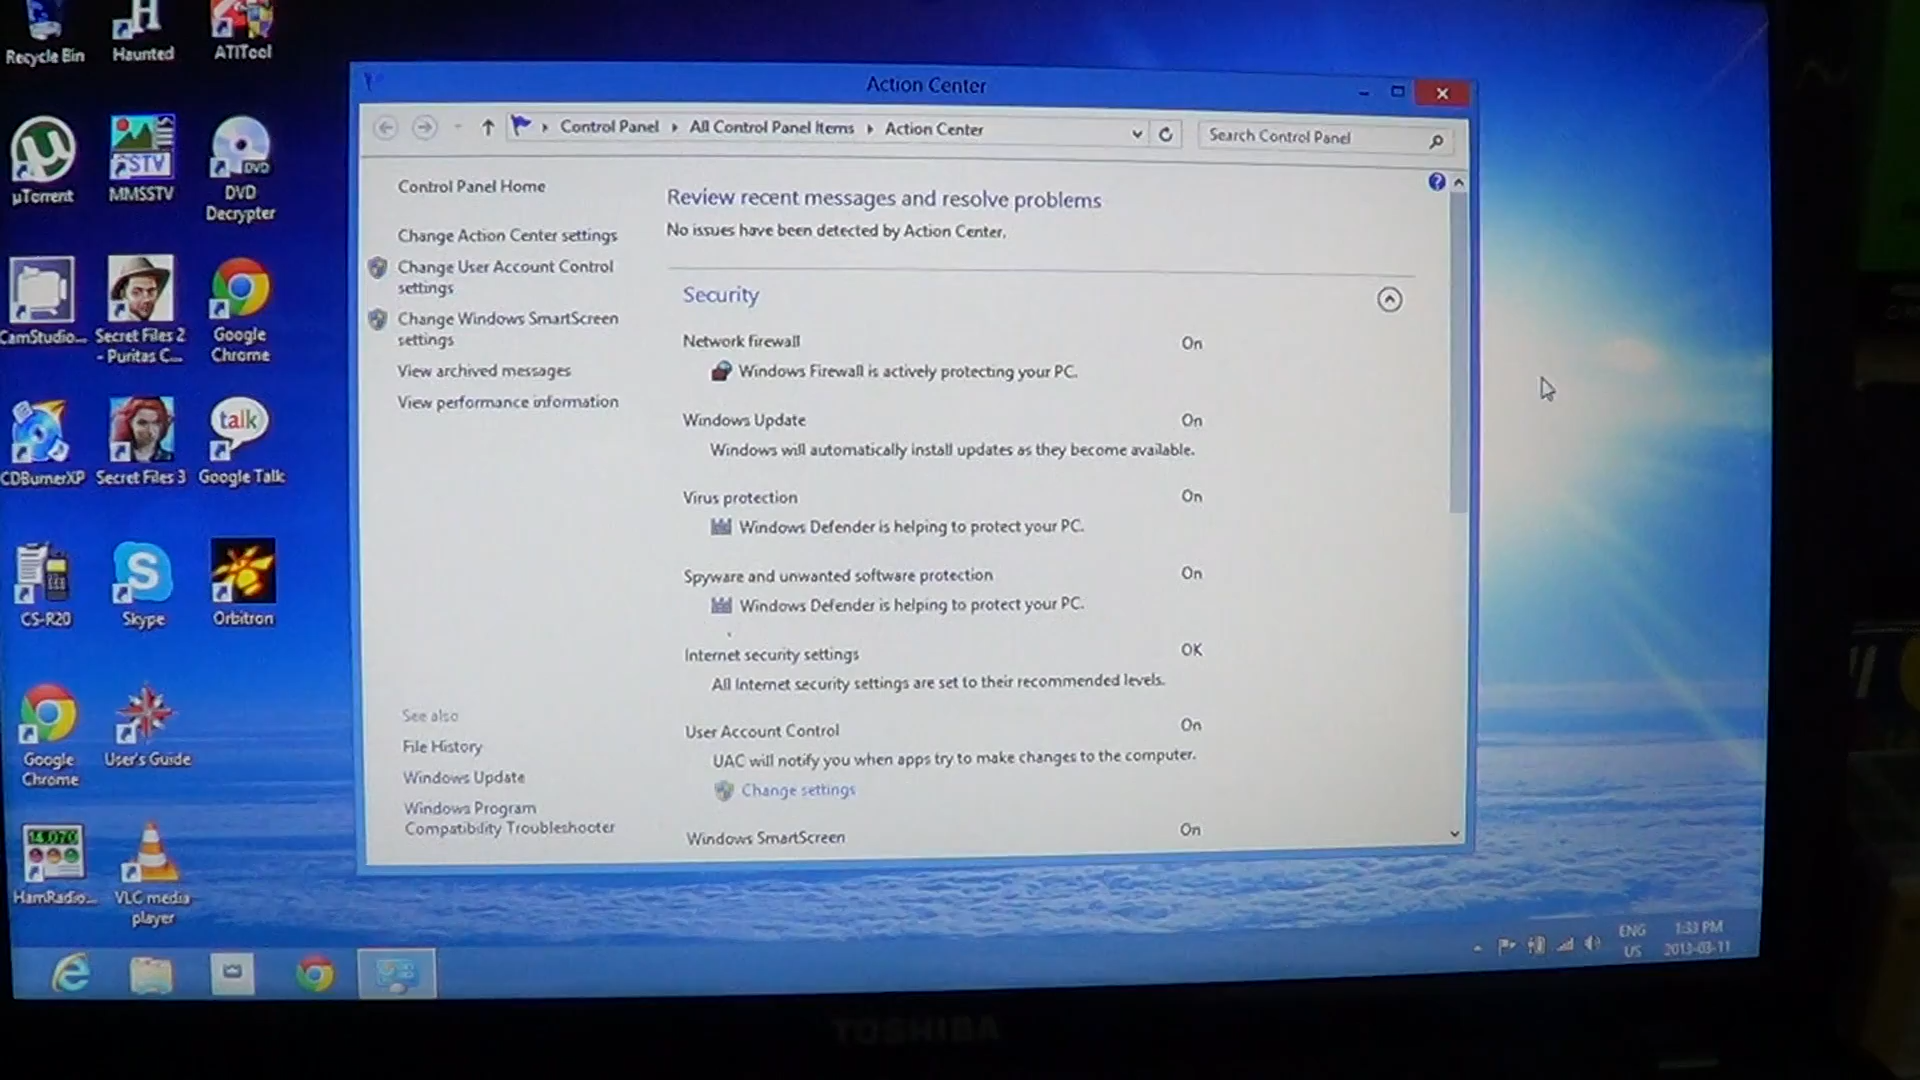 Recycle Bin
Haunted
ATITool
µTorrent
SSTV
MMSSTV
DVD
DVD
Decrypter
CamStudio...
Secret Files 2
- Puritas C...
Google
Chrome
CDBurnerXP
Secret Files 3
talk
Google Talk
CS-R20
S
Skype
Orbitron
Google
Chrome
User's Guide
14.070
HamRadio...
VLC media
player
Action Center
Control Panel
All Control Panel Items
Action Center
Search Control Panel
Control Panel Home
Change Action Center settings
Change User Account Control
settings
Change Windows SmartScreen
settings
View archived messages
View performance information
See also
File History
Windows Update
Windows Program
Compatibility Troubleshooter
Review recent messages and resolve problems
No issues have been detected by Action Center.
Security
Network firewall On
Windows Firewall is actively protecting your PC.
Windows Update On
Windows will automatically install updates as they become available.
Virus protection On
Windows Defender is helping to protect your PC.
Spyware and unwanted software protection On
Windows Defender is helping to protect your PC.
Internet security settings OK
All Internet security settings are set to their recommended levels.
User Account Control On
UAC will notify you when apps try to make changes to the computer.
Change settings
Windows SmartScreen On
ENG
US
1:33 PM
2013-03-11
TOSHIBA